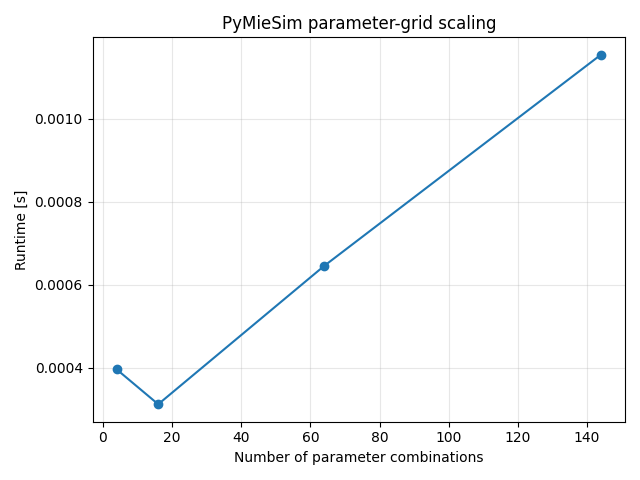 PyMieSim parameter-grid scaling
Runtime [s]
0.0010
0.0008
0.0006
0.0004
0 20 40 60 80 100 120 140
Number of parameter combinations